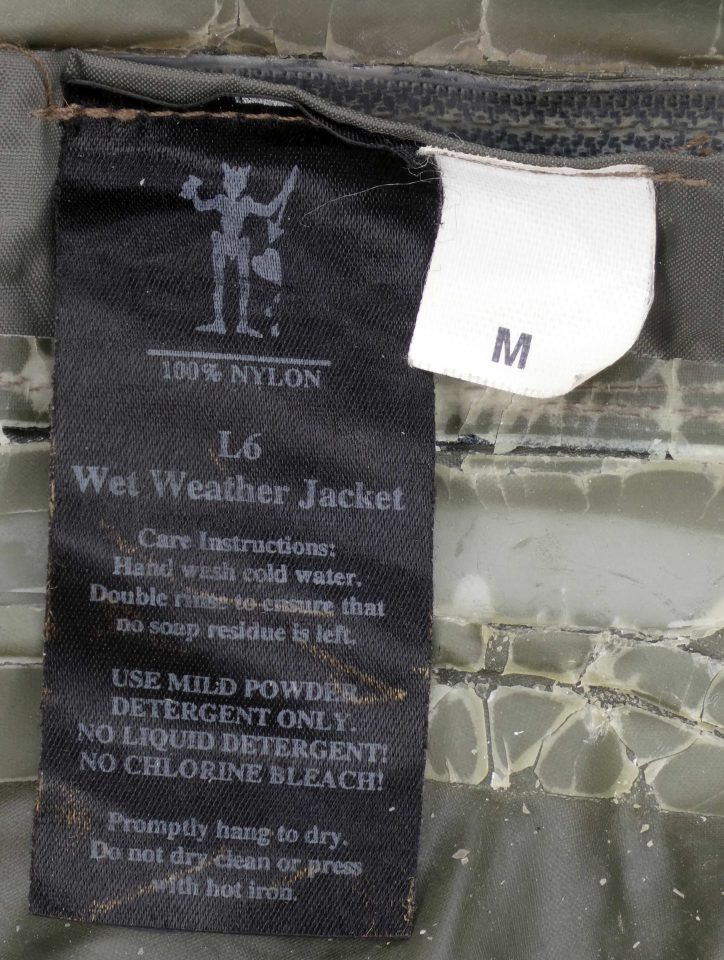 100% NYLON
M
L6
Wet Weather Jacket
Care Instructions:
Hand wash cold water.
Double rinse to ensure that
no soap residue is left.
USE MILD POWDER
DETERGENT ONLY.
NO LIQUID DETERGENT!
NO CHLORINE BLEACH!
Promptly hang to dry.
Do not dry clean or press
with hot iron.